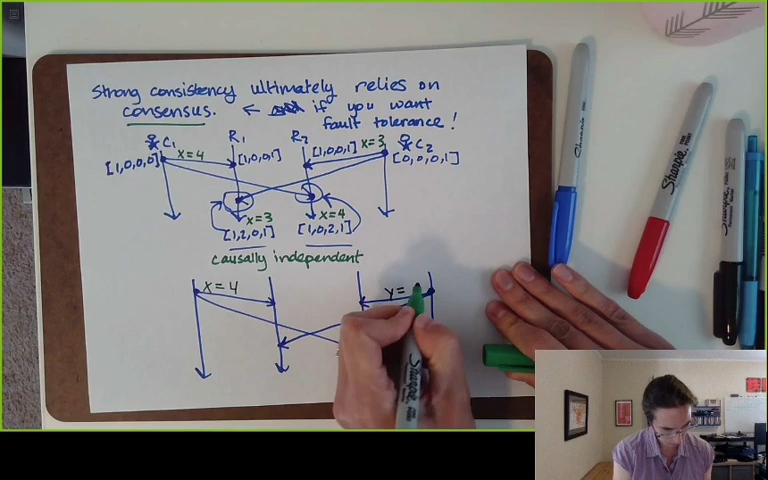 Strong consistency ultimately relies on
consensus. ← if you want
fault tolerance!
C₁ R₁ R₂ C₂
x=4 x=3
[1,0,0,0] [1,0,0,1] [1,0,0,1] [0,0,0,1]
x=3 x=4
[1,2,0,1] [1,0,2,1]
causally independent
x=4 y=
Sharpie
Sharpie
Sharpie